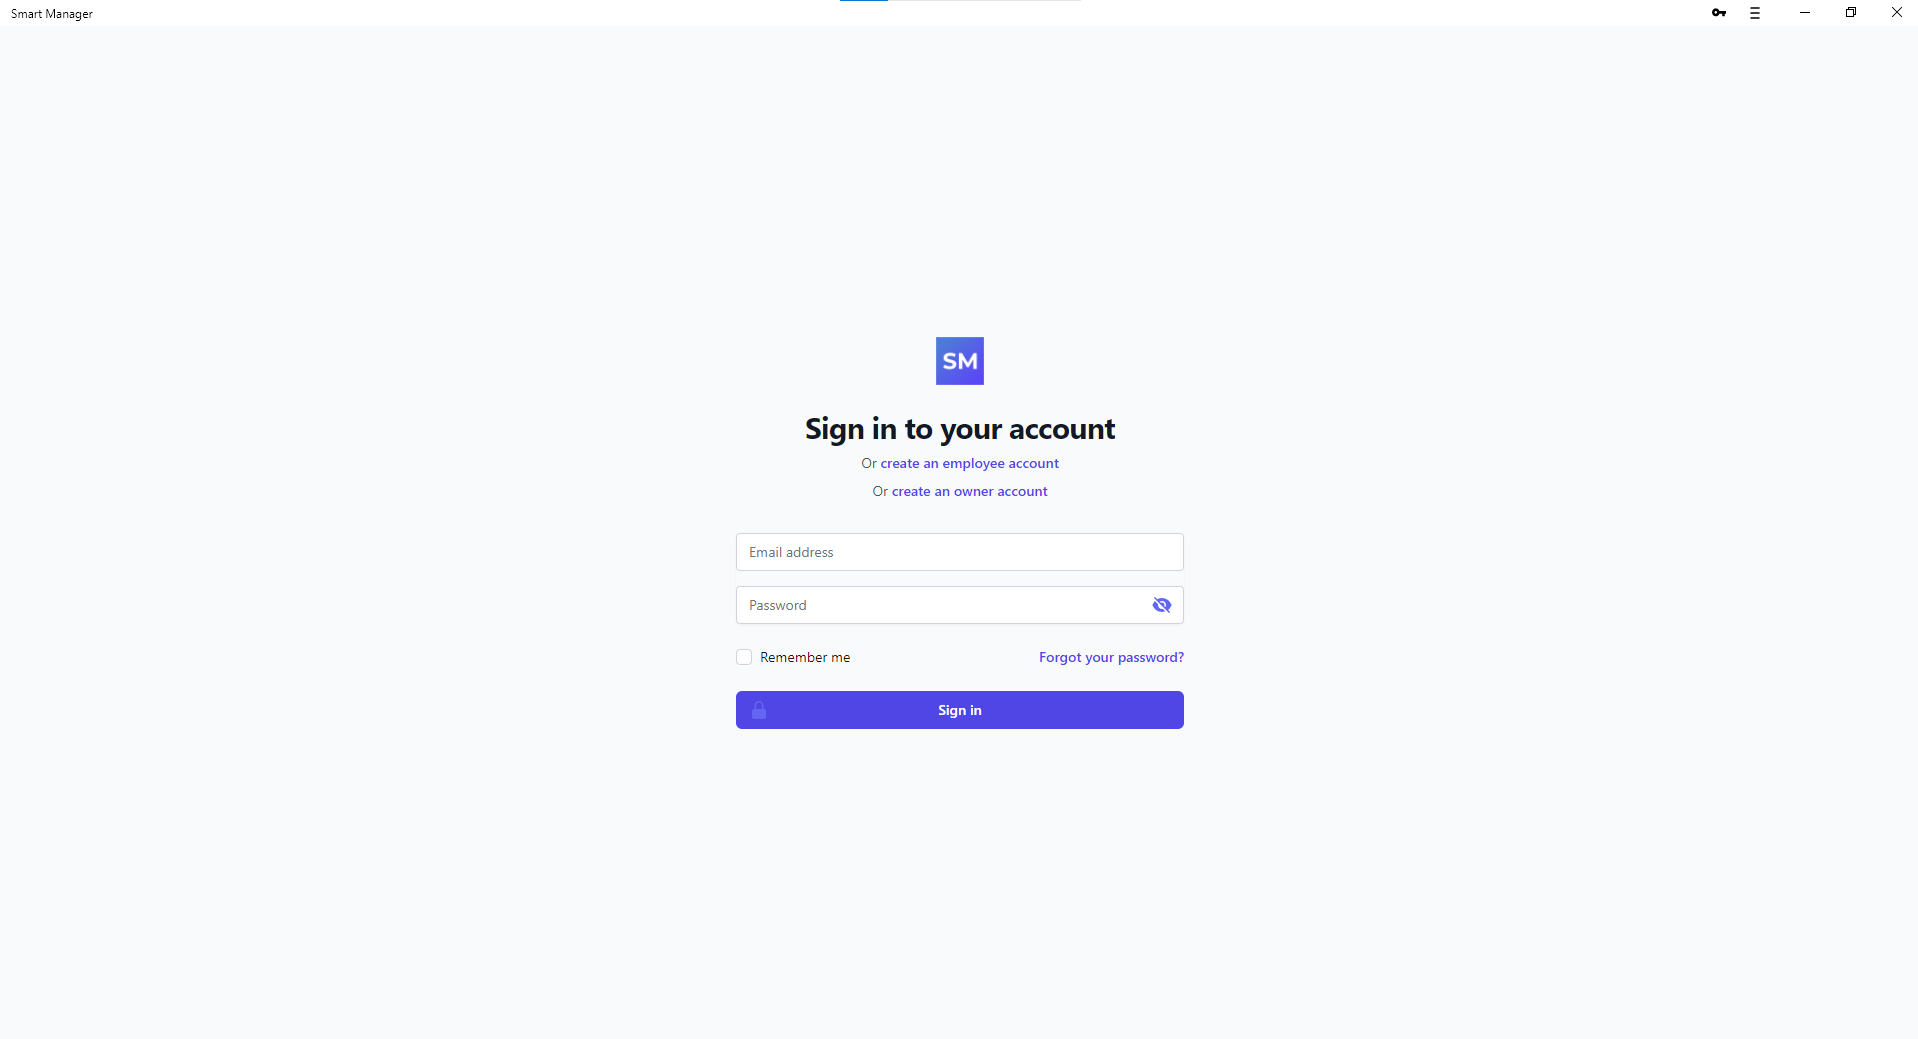 Smart Manager
SM
Sign in to your account
Or create an employee account
Or create an owner account
Email address
Password
Remember me
Forgot your password?
Sign in